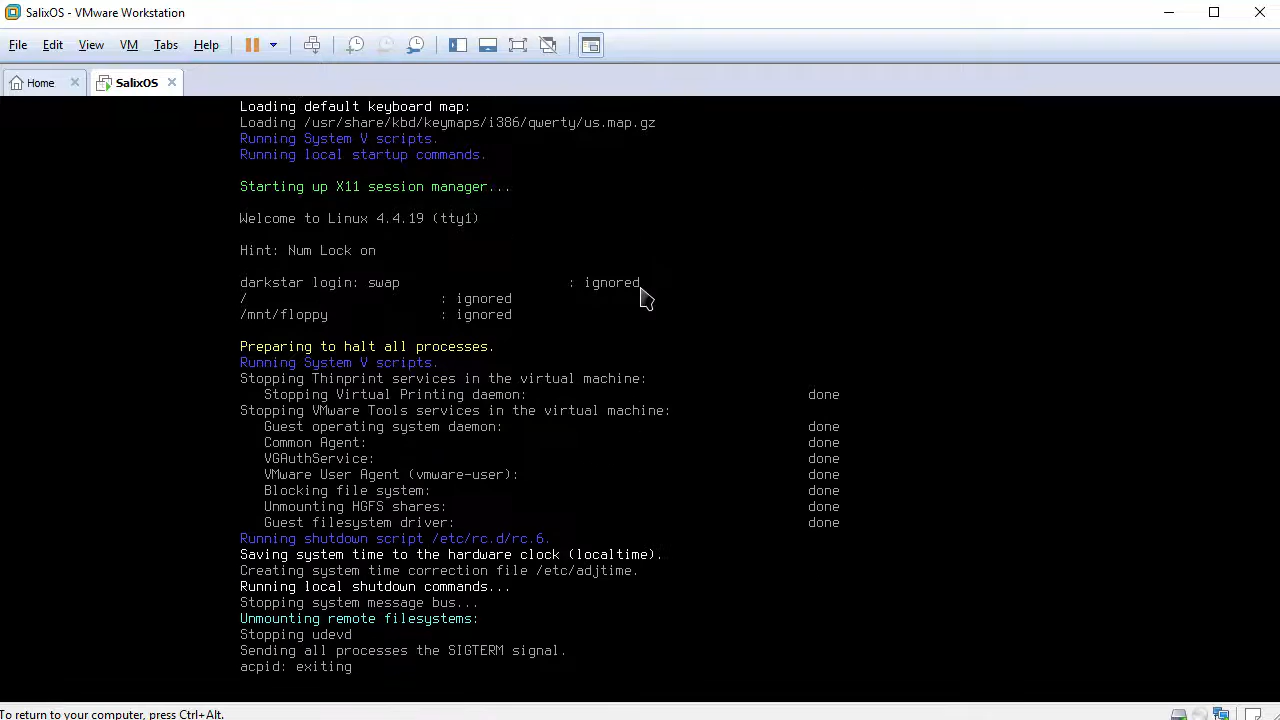 SalixOS - VMware Workstation
File Edit View VM Tabs Help
Home SalixOS
Loading default keyboard map:
Loading /usr/share/kbd/keymaps/i386/qwerty/us.map.gz
Running System V scripts.
Running local startup commands.
Starting up X11 session manager...
Welcome to Linux 4.4.19 (tty1)
Hint: Num Lock on
darkstar login: swap : ignored
/ : ignored
/mnt/floppy : ignored
Preparing to halt all processes.
Running System V scripts.
Stopping Thinprint services in the virtual machine:
Stopping Virtual Printing daemon: done
Stopping VMware Tools services in the virtual machine:
Guest operating system daemon: done
Common Agent: done
VGAuthService: done
VMware User Agent (vmware-user): done
Blocking file system: done
Unmounting HGFS shares: done
Guest filesystem driver: done
Running shutdown script /etc/rc.d/rc.6.
Saving system time to the hardware clock (localtime).
Creating system time correction file /etc/adjtime.
Running local shutdown commands...
Stopping system message bus...
Unmounting remote filesystems:
Stopping udevd
Sending all processes the SIGTERM signal.
acpid: exiting
To return to your computer, press Ctrl+Alt.